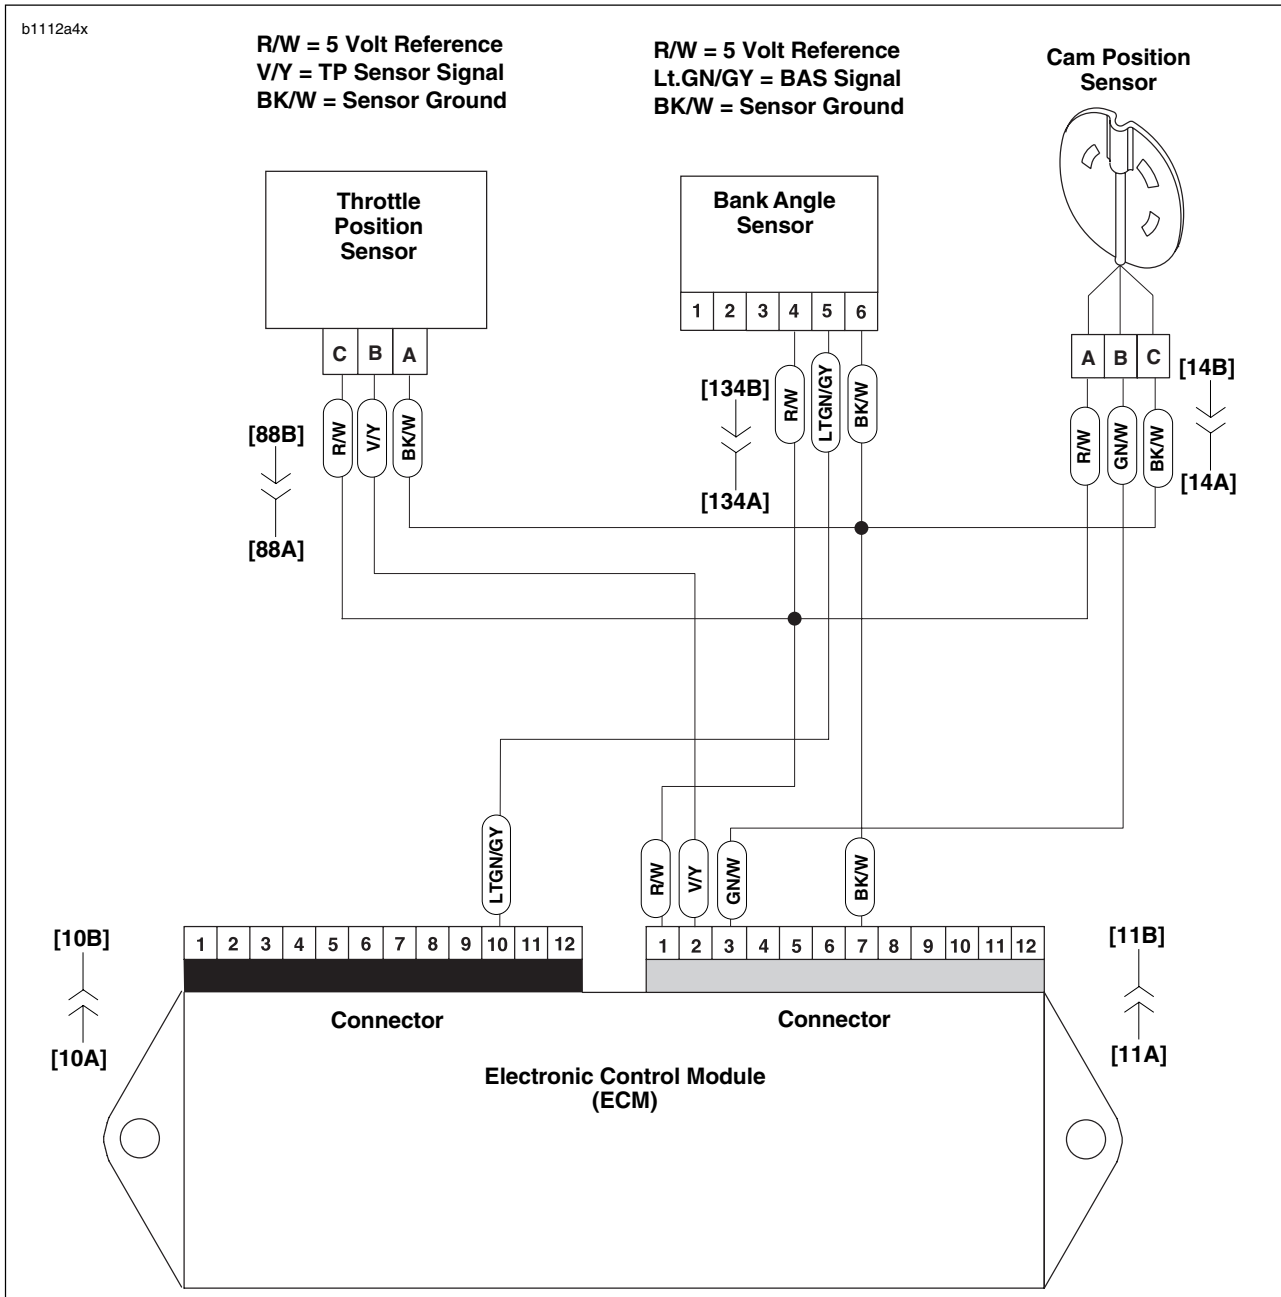 b1112a4x
R/W = 5 Volt Reference
V/Y = TP Sensor Signal
BK/W = Sensor Ground
R/W = 5 Volt Reference
Lt.GN/GY = BAS Signal
BK/W = Sensor Ground
Cam Position
Sensor
Throttle
Position
Sensor
C B A
Bank Angle
Sensor
1 2 3 4 5 6
A B C
[88B]
[88A]
R/W V/Y BK/W
[134B]
[134A]
R/W LTGN/GY BK/W
R/W GN/W BK/W
[14B]
[14A]
LTGN/GY
R/W V/Y GN/W BK/W
[10B]
[10A]
1 2 3 4 5 6 7 8 9 10 11 12
1 2 3 4 5 6 7 8 9 10 11 12
[11B]
[11A]
Connector
Connector
Electronic Control Module
(ECM)